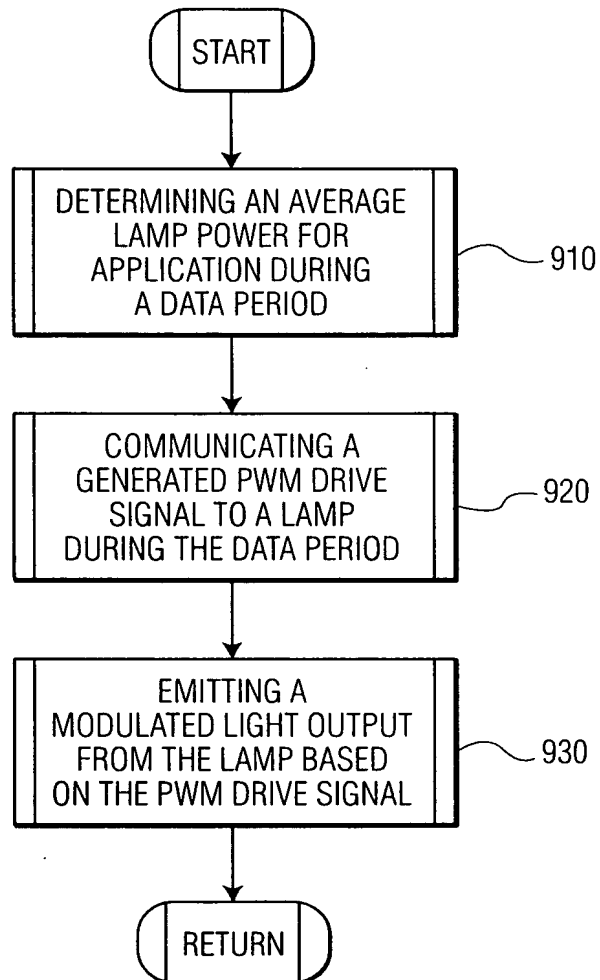 START
DETERMINING AN AVERAGE
LAMP POWER FOR
APPLICATION DURING
A DATA PERIOD
910
COMMUNICATING A
GENERATED PWM DRIVE
SIGNAL TO A LAMP
DURING THE DATA PERIOD
920
EMITTING A
MODULATED LIGHT OUTPUT
FROM THE LAMP BASED
ON THE PWM DRIVE SIGNAL
930
RETURN